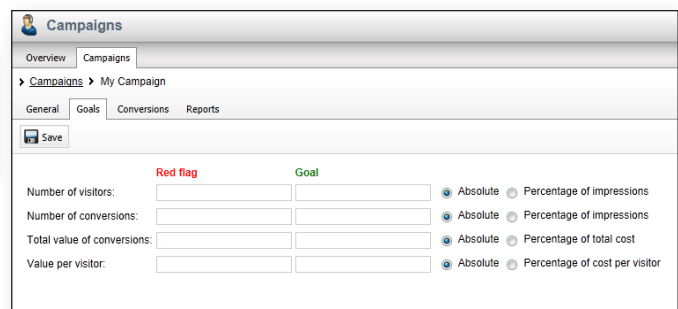 Campaigns
Overview Campaigns
Campaigns My Campaign
General Goals Conversions Reports
Save
Red flag Goal
Number of visitors: Absolute Percentage of impressions
Number of conversions: Absolute Percentage of impressions
Total value of conversions: Absolute Percentage of total cost
Value per visitor: Absolute Percentage of cost per visitor